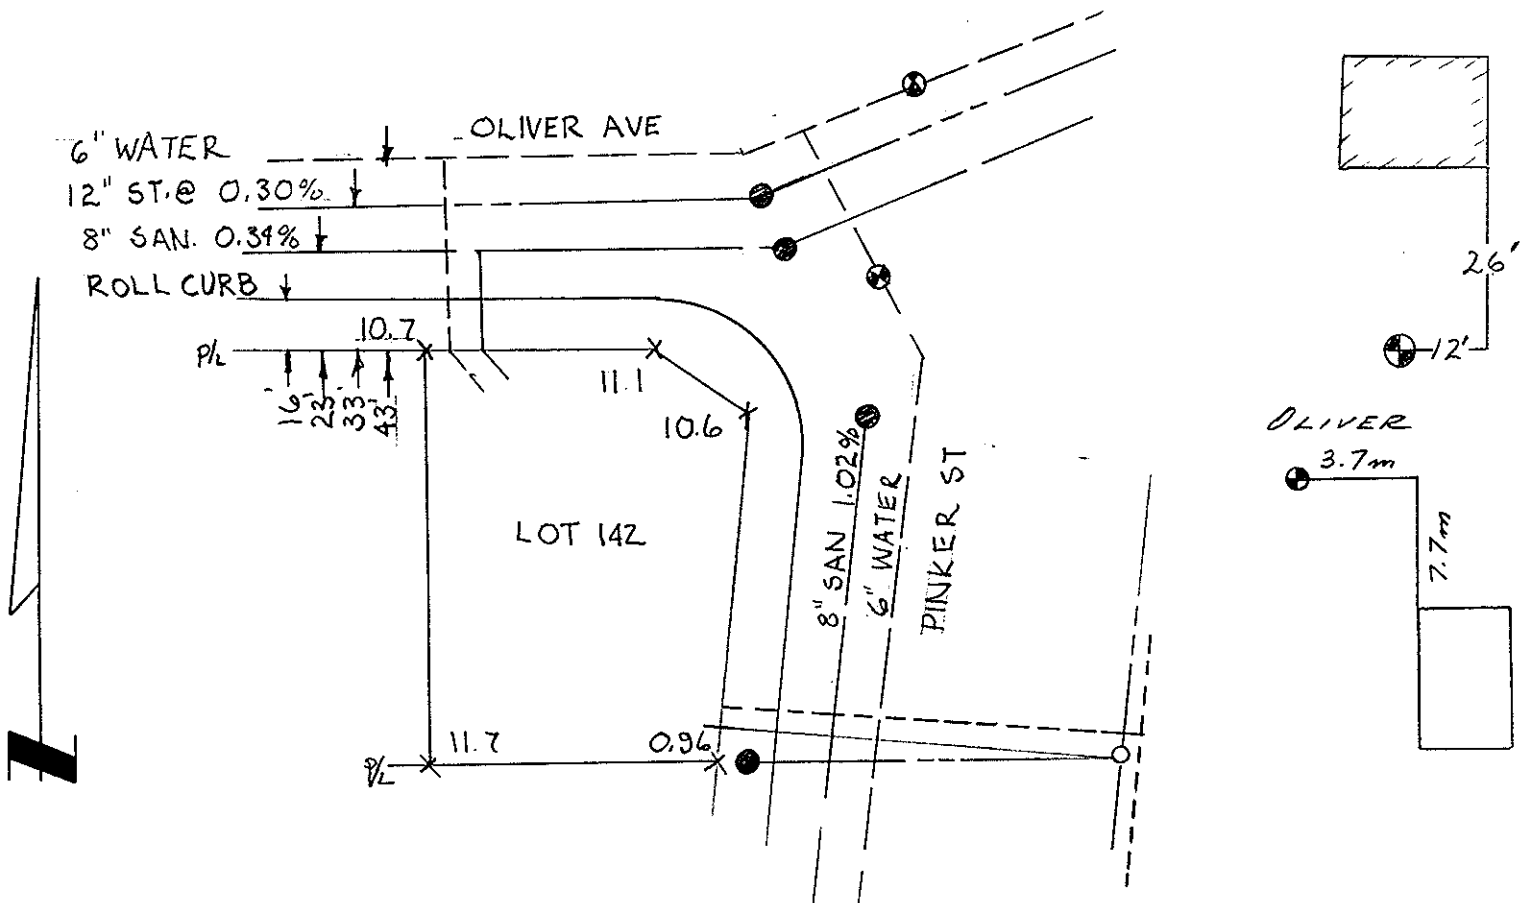 OLIVER AVE
6" WATER
12" ST. @ 0.30%
8" SAN. 0.34%
ROLL CURB
P/L
10.7
16'
23'
33'
43'
11.1
10.6
LOT 142
8" SAN 1.02%
6" WATER
PINKER ST
P/L
11.7
0.96
26'
12'
OLIVER
3.7m
7.7m